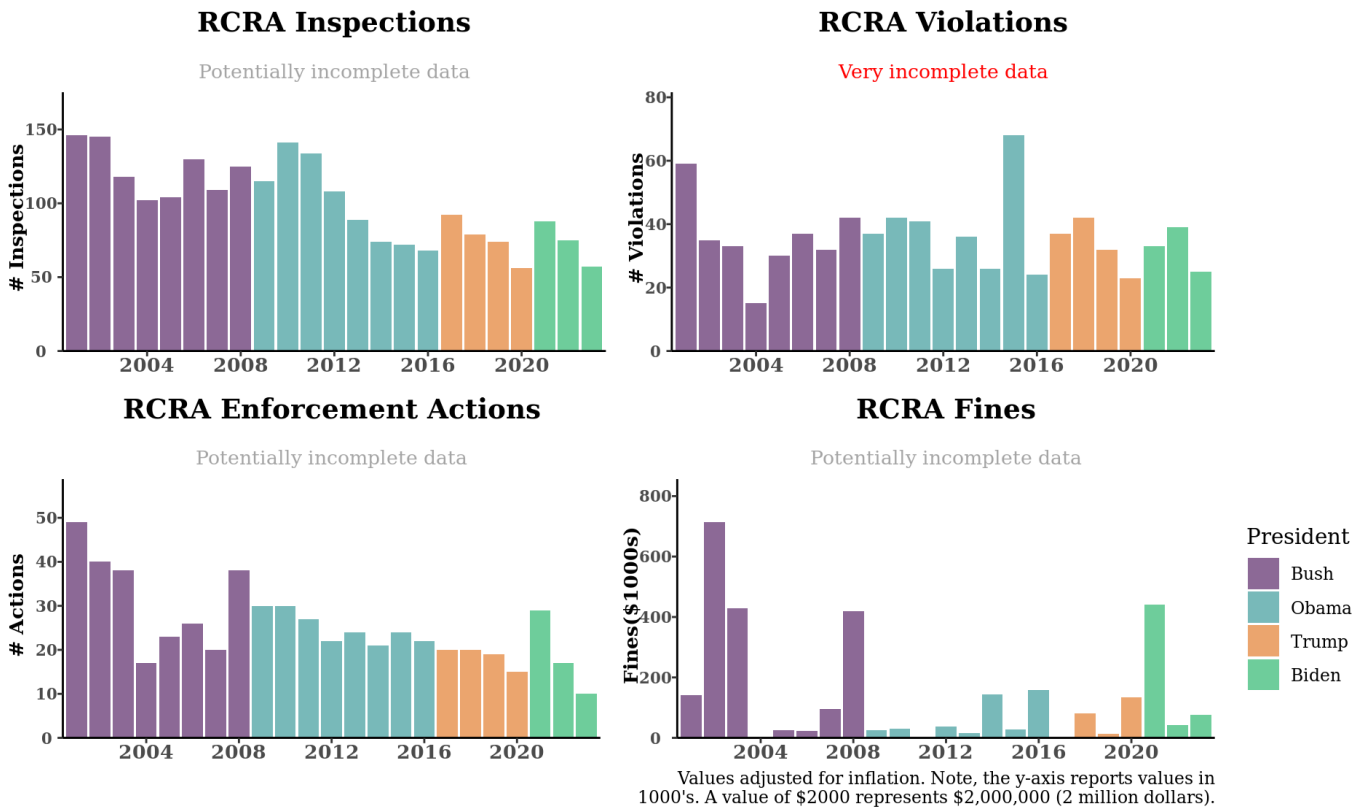 RCRA Inspections
Potentially incomplete data
# Inspections
150
100
50
0
2004 2008 2012 2016 2020
RCRA Violations
Very incomplete data
# Violations
80
60
40
20
0
2004 2008 2012 2016 2020
RCRA Enforcement Actions
Potentially incomplete data
# Actions
50
40
30
20
10
0
2004 2008 2012 2016 2020
RCRA Fines
Potentially incomplete data
Fines($1000s)
800
600
400
200
0
2004 2008 2012 2016 2020
President
Bush
Obama
Trump
Biden
Values adjusted for inflation. Note, the y-axis reports values in
1000's. A value of $2000 represents $2,000,000 (2 million dollars).